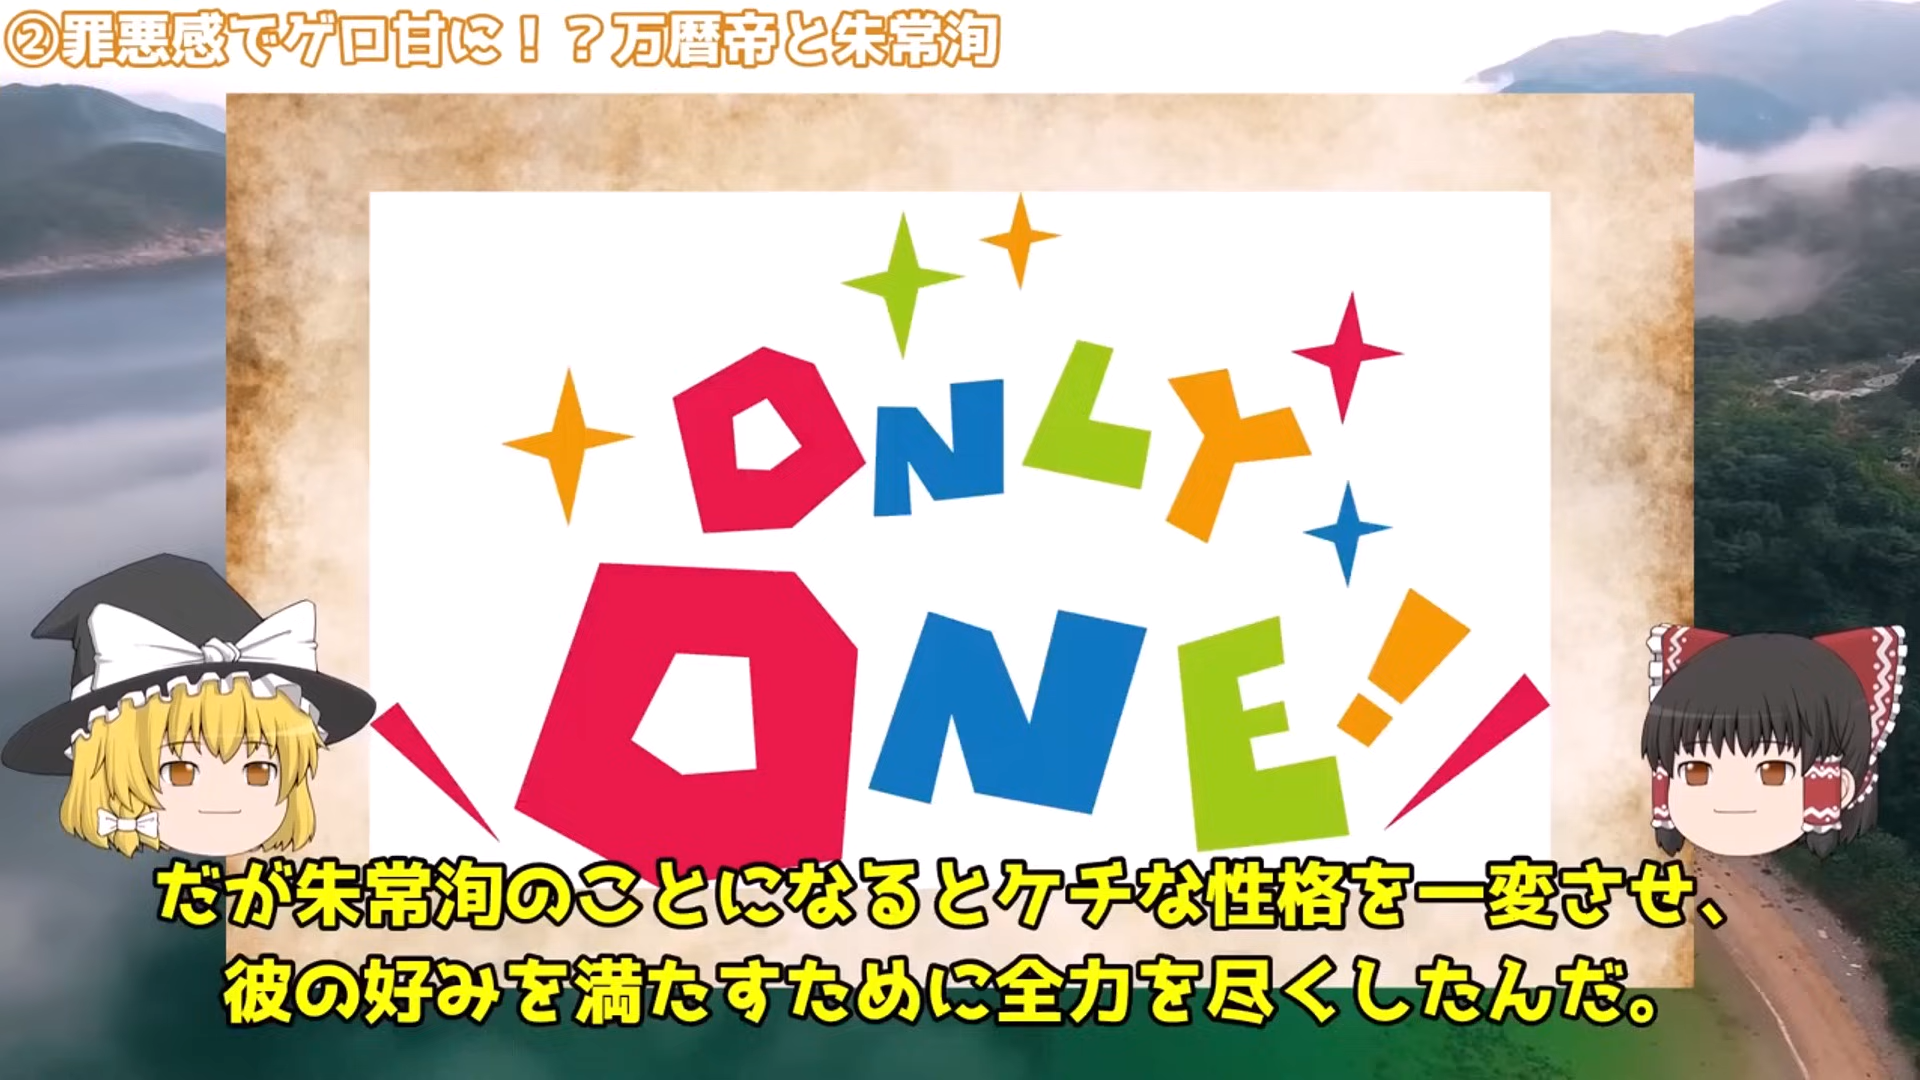 ②罪悪感でゲロ甘に！？万暦帝と朱常洵
ONLY
ONE!
だが朱常洵のことになるとケチな性格を一変させ、
彼の好みを満たすために全力を尽くしたんだ。